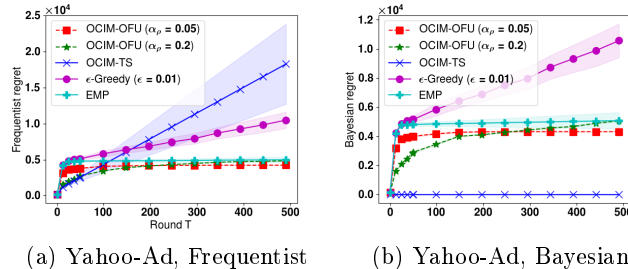 1e4
OCIM-OFU (αρ = 0.05)
OCIM-OFU (αρ = 0.2)
OCIM-TS
ϵ-Greedy (ϵ = 0.01)
EMP
Frequentist regret
2.5
2.0
1.5
1.0
0.5
0.0
0 100 200 300 400 500
Round T
(a) Yahoo-Ad, Frequentist
1e4
OCIM-OFU (αρ = 0.05)
OCIM-OFU (αρ = 0.2)
OCIM-TS
ϵ-Greedy (ϵ = 0.01)
EMP
Bayesian regret
1.2
1.0
0.8
0.6
0.4
0.2
0.0
0 100 200 300 400 500
(b) Yahoo-Ad, Bayesian